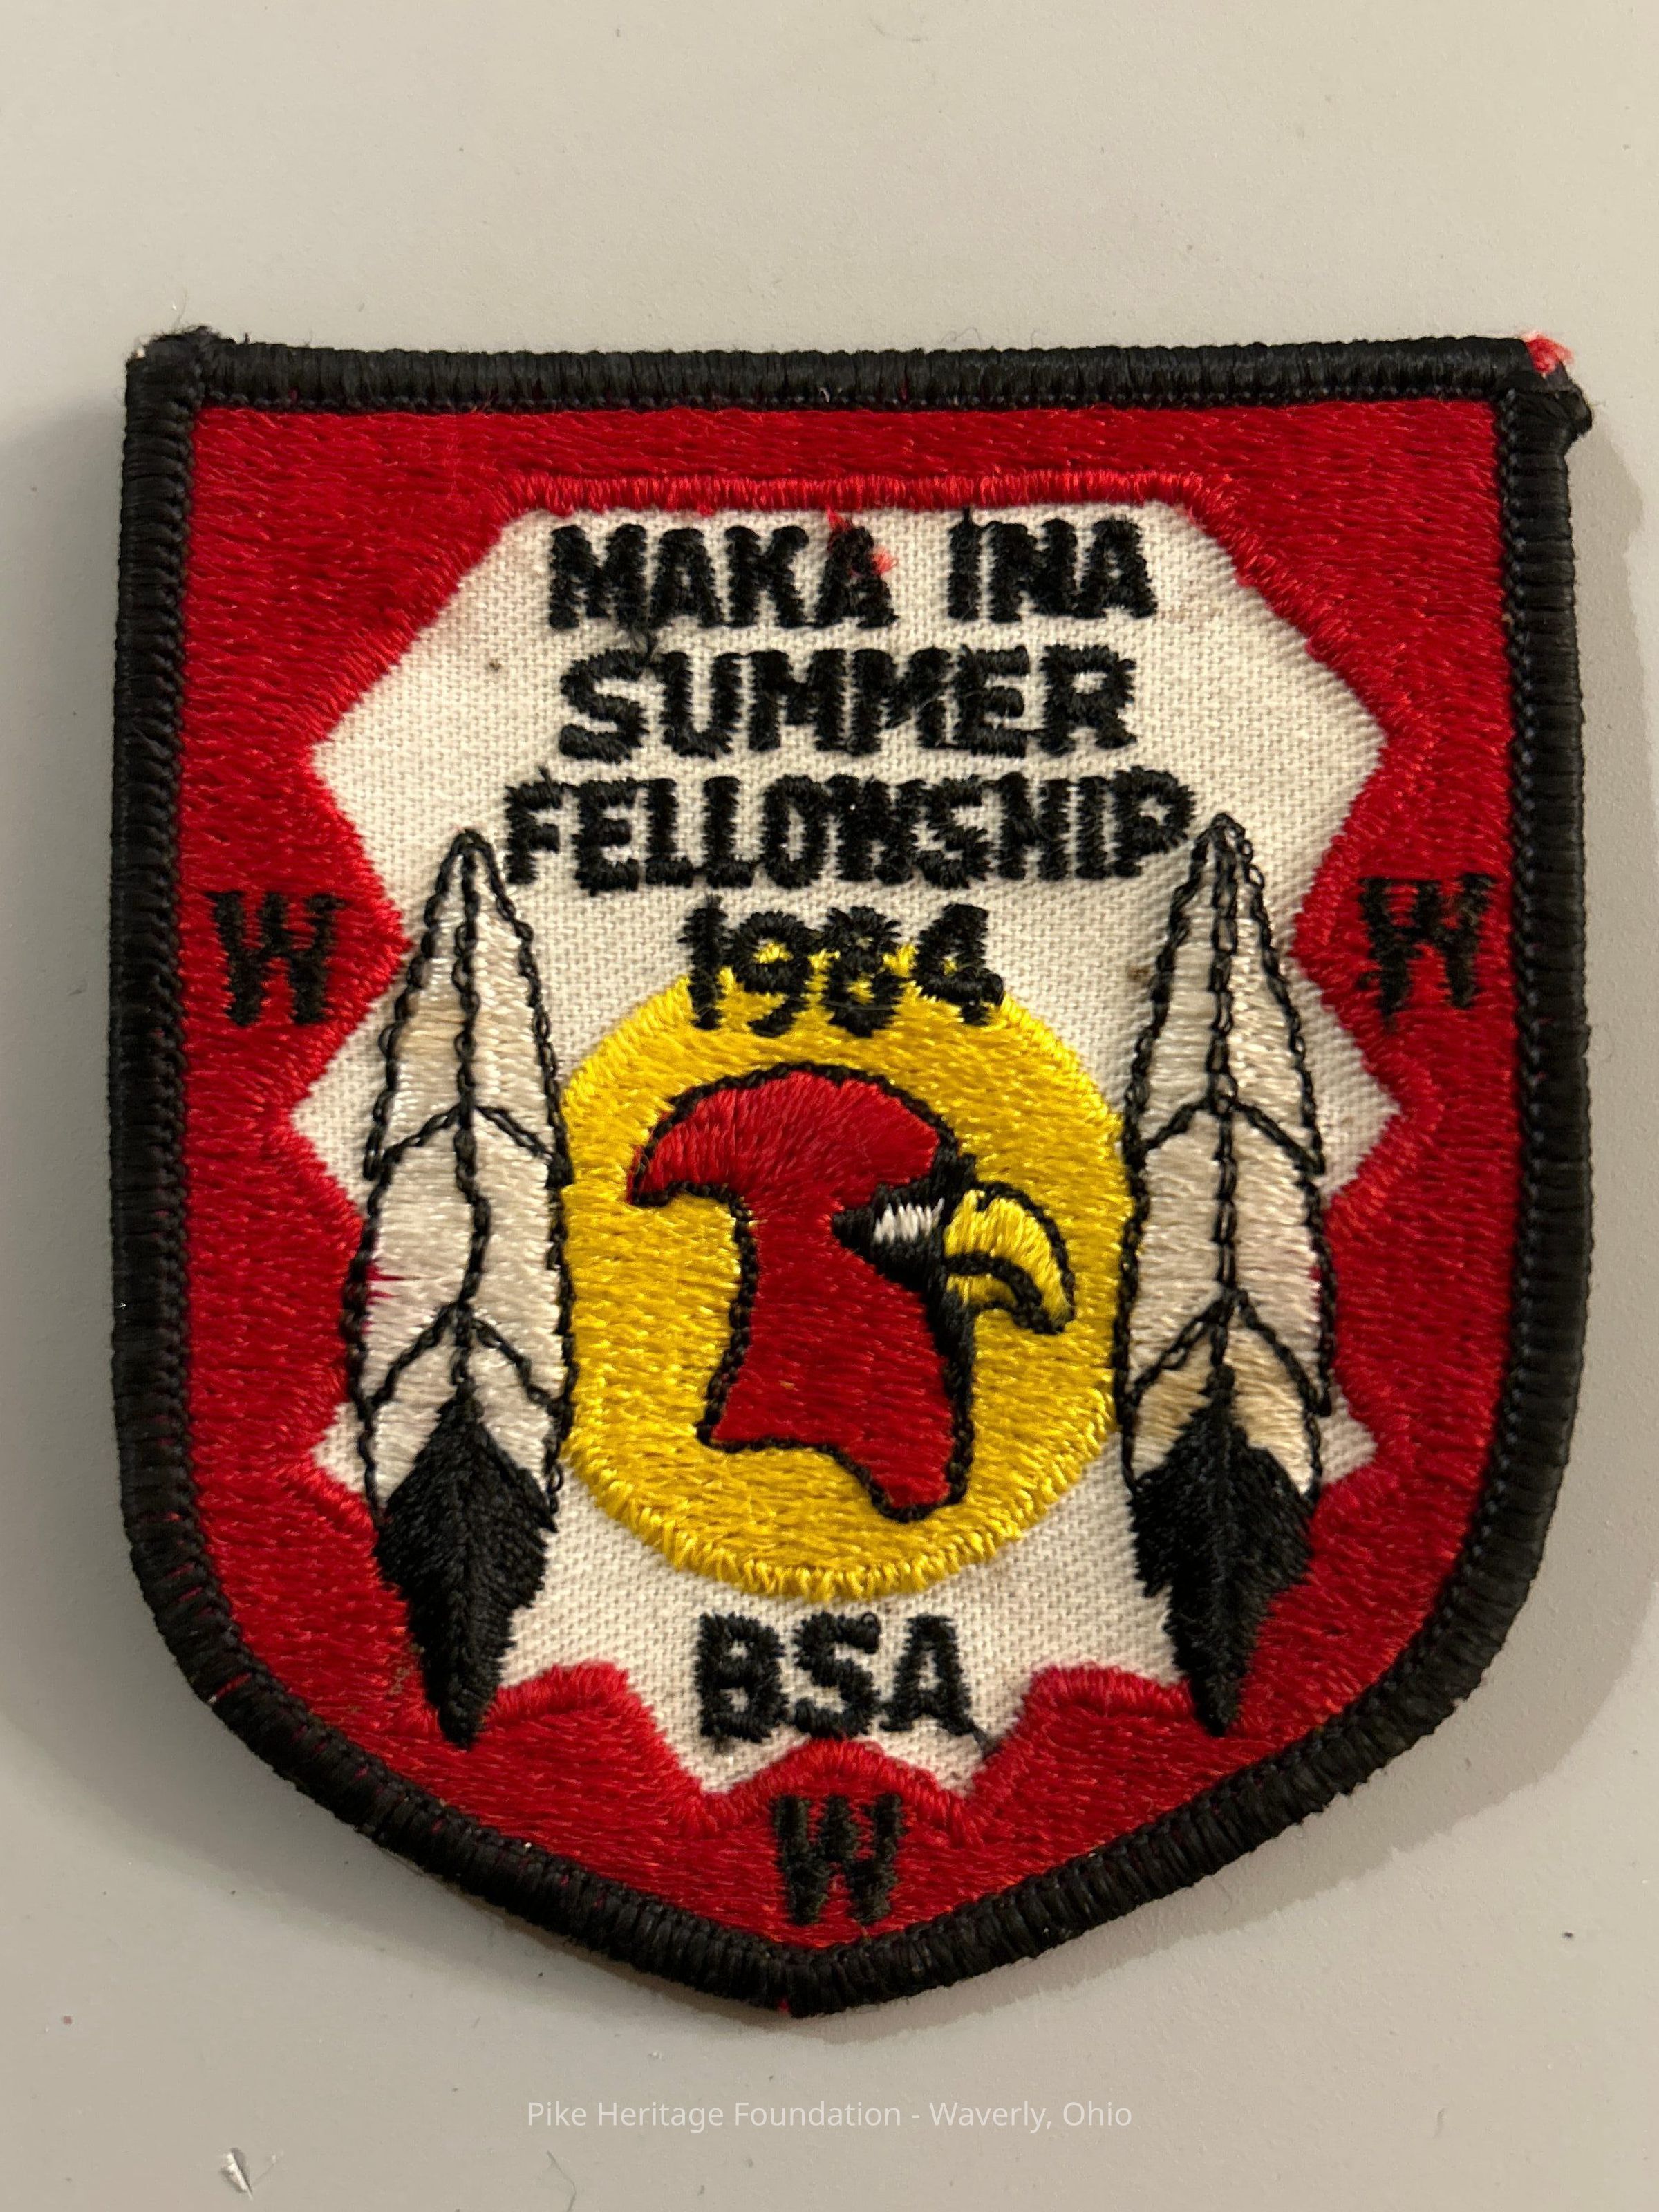 MAKA INA
SUMMER
FELLOWSHIP
1984
W
W
BSA
W
Pike Heritage Foundation - Waverly, Ohio